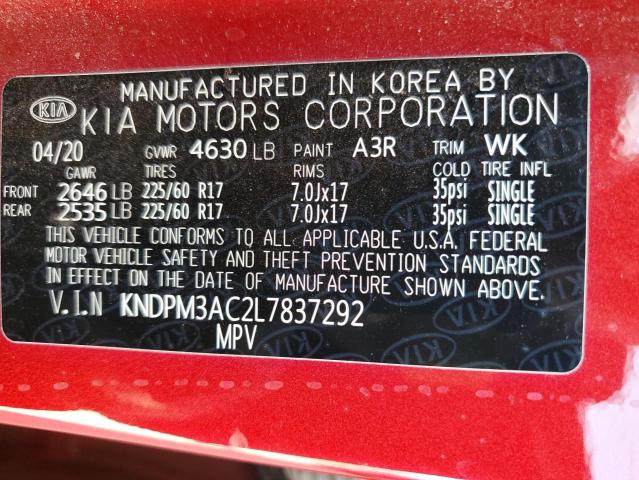 MANUFACTURED IN KOREA BY
KIA KIA MOTORS CORPORATION
04/20 GVWR 4630 LB PAINT A3R TRIM WK
GAWR TIRES RIMS COLD TIRE INFL
FRONT 2646 LB 225/60 R17 7.0Jx17 35psi SINGLE
REAR 2535 LB 225/60 R17 7.0Jx17 35psi SINGLE
THIS VEHICLE CONFORMS TO ALL APPLICABLE U.S.A. FEDERAL
MOTOR VEHICLE SAFETY AND THEFT PREVENTION STANDARDS
IN EFFECT ON THE DATE OF MANUFACTURE SHOWN ABOVE.
V.I.N KNDPM3AC2L7837292
MPV